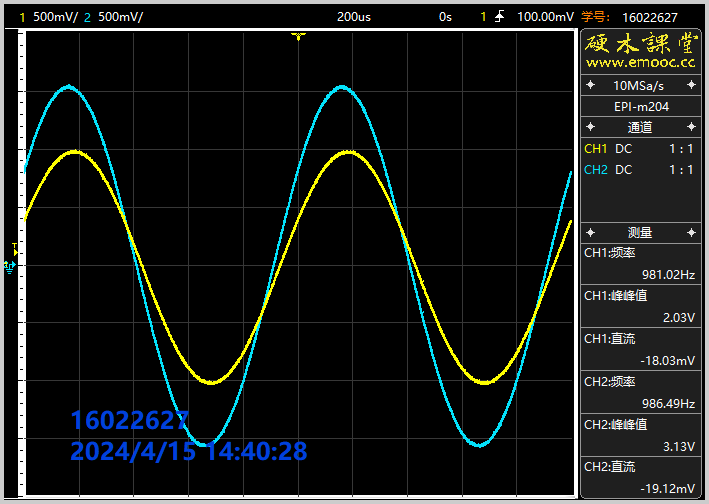 1 500mV/ 2 500mV/ 200us 0s 1 100.00mV 学号: 16022627
硬木課堂
www.emooc.cc
10MSa/s
EPI-m204
通道
CH1 DC 1 : 1
CH2 DC 1 : 1
测量
CH1:频率
981.02Hz
CH1:峰峰值
2.03V
CH1:直流
-18.03mV
CH2:频率
986.49Hz
CH2:峰峰值
3.13V
CH2:直流
-19.12mV
T
16022627
2024/4/15 14:40:28